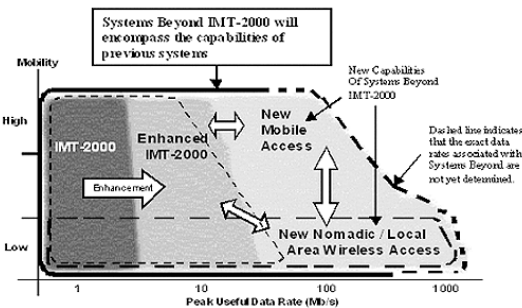 Systems Beyond IMT-2000 will
encompass the capabilities of
previous systems
Mobility
High
Low
IMT-2000
Enhancement
Enhanced
IMT-2000
New
Mobile
Access
New Nomadic / Local
Area Wireless Access
New Capabilities
Of Systems Beyond
IMT-2000
Dashed line indicates
that the exact data
rates associated with
Systems Beyond are
not yet determined.
1
10
100
1000
Peak Useful Data Rate (Mb/s)